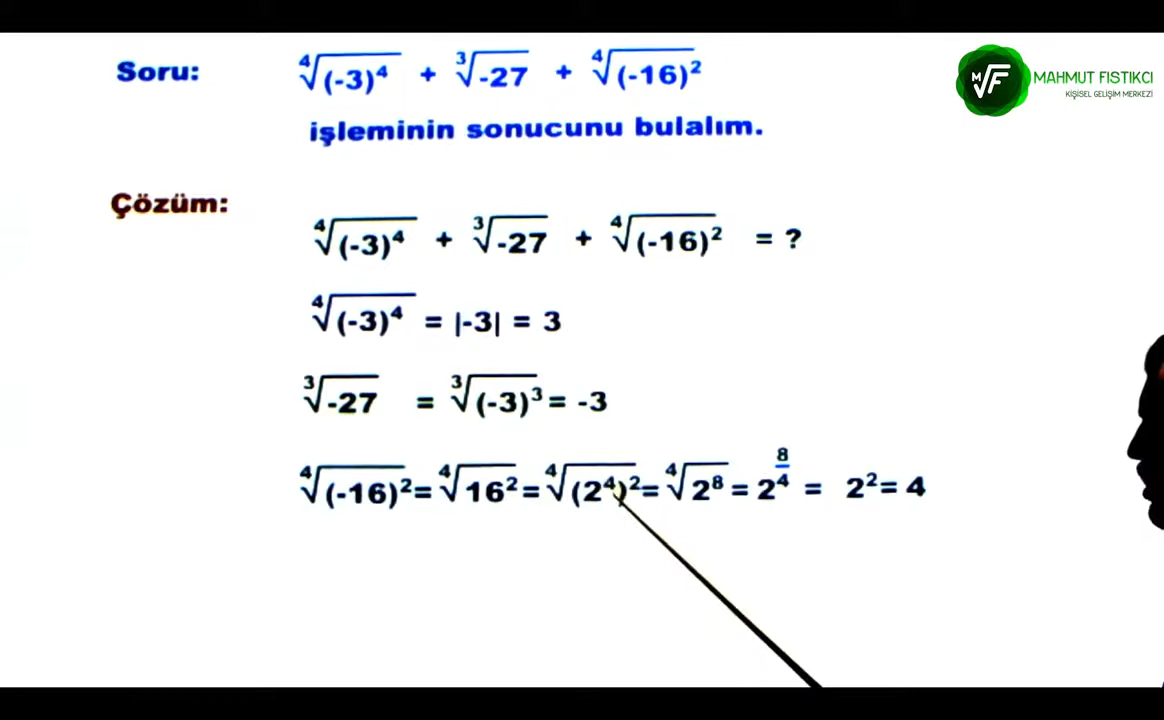 Soru: ⁴√(-3)⁴ + ³√-27 + ⁴√(-16)²
MAHMUT FISTIKCI
KİŞİSEL GELİŞİM MERKEZİ
işleminin sonucunu bulalım.
Çözüm:
⁴√(-3)⁴ + ³√-27 + ⁴√(-16)² = ?
⁴√(-3)⁴ = |-3| = 3
³√-27 = ³√(-3)³ = -3
⁴√(-16)² = ⁴√16² = ⁴√(2⁴)² = ⁴√2⁸ = 2^(8/4) = 2² = 4